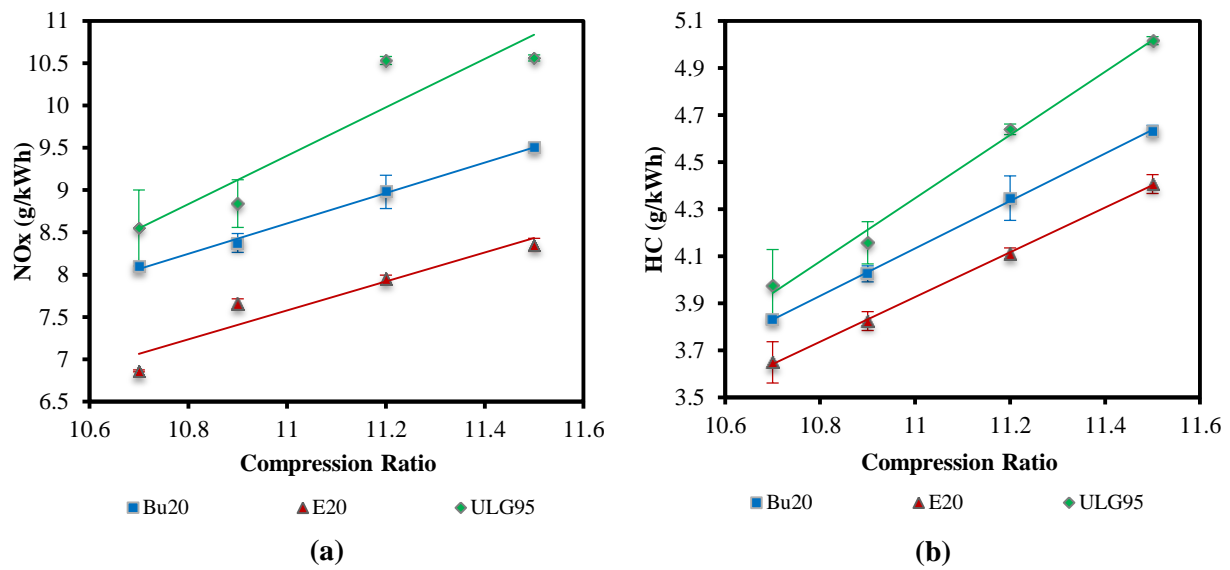 11
10.5
10
9.5
9
8.5
8
7.5
7
6.5
NOx (g/kWh)
10.6 10.8 11 11.2 11.4 11.6
Compression Ratio
Bu20 E20 ULG95
(a)
5.1
4.9
4.7
4.5
4.3
4.1
3.9
3.7
3.5
HC (g/kWh)
10.6 10.8 11 11.2 11.4 11.6
Compression Ratio
Bu20 E20 ULG95
(b)